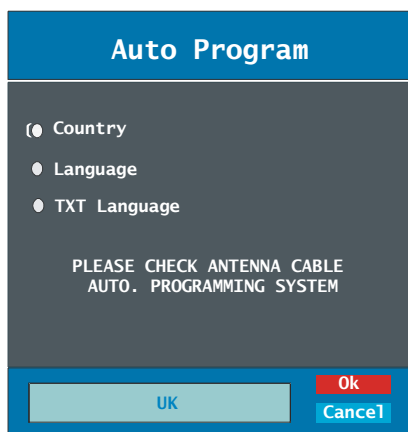 Auto Program
Country
Language
TXT Language
PLEASE CHECK ANTENNA CABLE
AUTO. PROGRAMMING SYSTEM
UK
Ok
Cancel